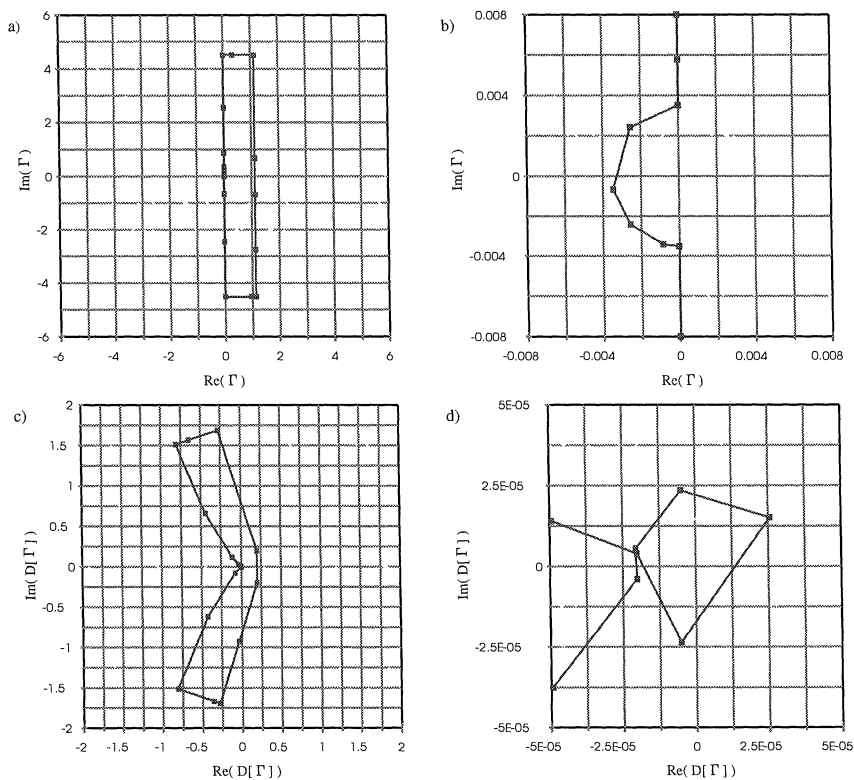 a)
6
4
2
0
-2
-4
-6
Im( Γ )
-6 -4 -2 0 2 4 6
Re( Γ )
b)
0.008
0.004
0
-0.004
-0.008
Im( Γ )
-0.008 -0.004 0 0.004 0.008
Re( Γ )
c)
2
1.5
1
0.5
0
-0.5
-1
-1.5
-2
Im( D[ Γ ] )
-2 -1.5 -1 -0.5 0 0.5 1 1.5 2
Re( D[ Γ ] )
d)
5E-05
2.5E-05
0
-2.5E-05
-5E-05
Im( D[ Γ ] )
-5E-05 -2.5E-05 0 2.5E-05 5E-05
Re( D[ Γ ] )